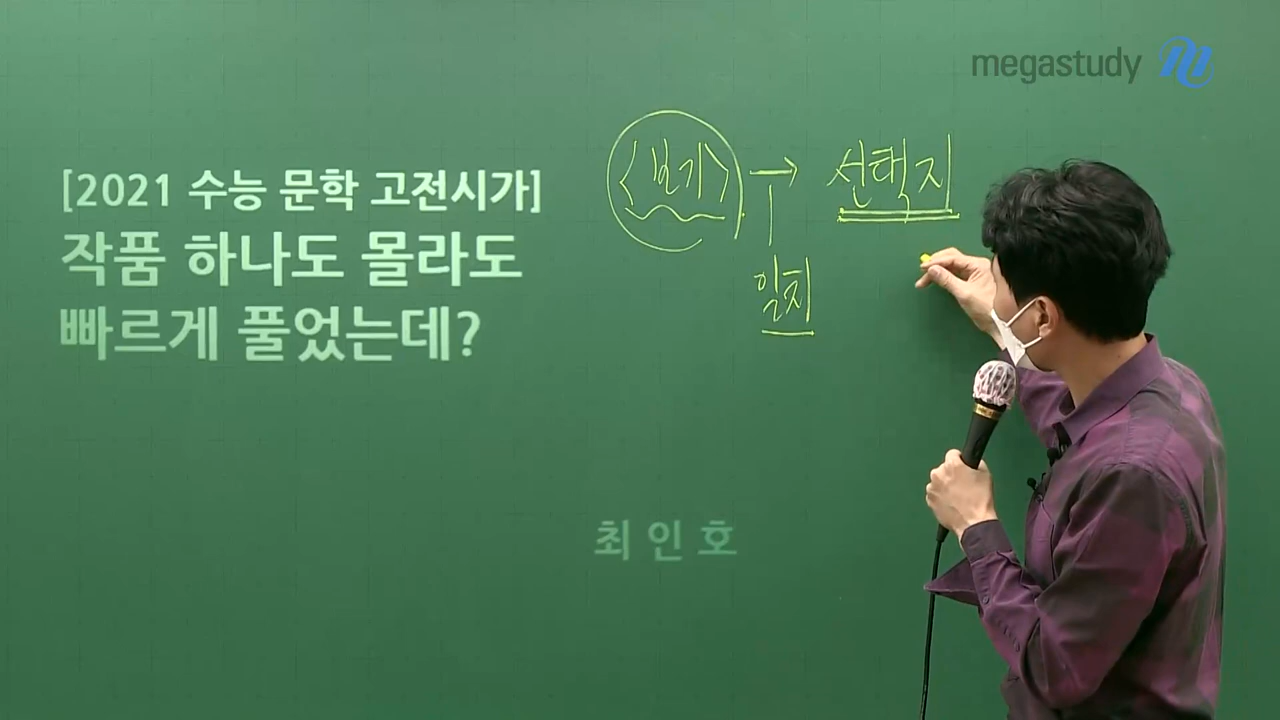 megastudy
[2021 수능 문학 고전시가]
작품 하나도 몰라도
빠르게 풀었는데?
<보기> → 선택지
일치
최인호